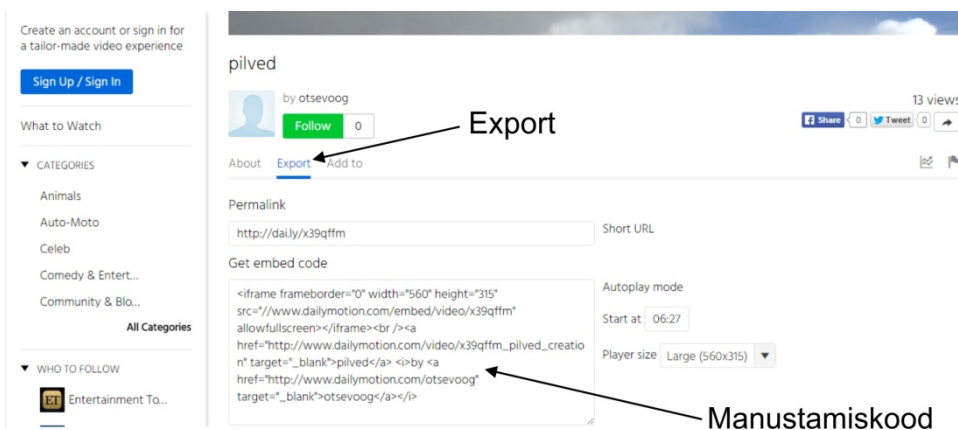 Create an account or sign in for
a tailor-made video experience
Sign Up / Sign In
What to Watch
CATEGORIES
Animals
Auto-Moto
Celeb
Comedy & Entert...
Community & Blo...
All Categories
WHO TO FOLLOW
ET
Entertainment To...
pilved
by otsevoog
Follow 0
13 views
Share 0 Tweet 0
Export
About Export Add to
Permalink
http://dai.ly/x39qffm
Short URL
Get embed code
<iframe frameborder="0" width="560" height="315"
src="//www.dailymotion.com/embed/video/x39qffm"
allowfullscreen></iframe><br /><a
href="http://www.dailymotion.com/video/x39qffm_pilved_creatio
n" target="_blank">pilved</a> <i>by <a
href="http://www.dailymotion.com/otsevoog"
target="_blank">otsevoog</a></i>
Autoplay mode
Start at 06:27
Player size Large (560x315)
Manustamiskood